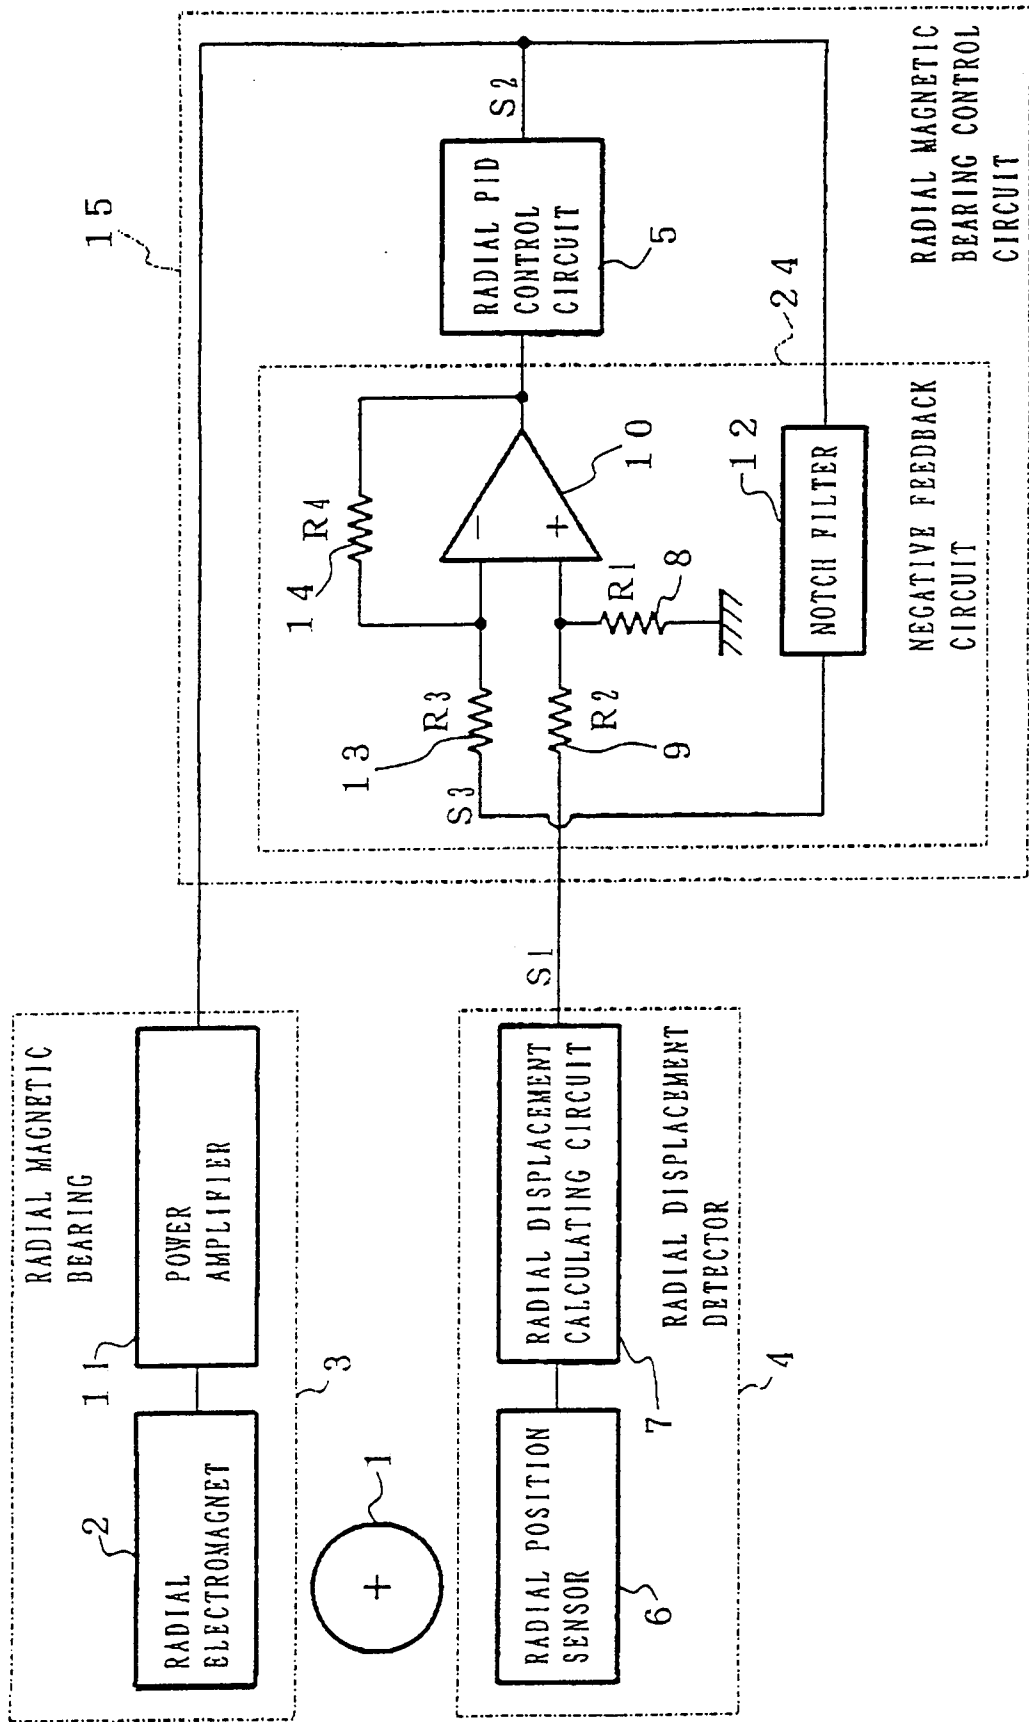 RADIAL MAGNETIC
BEARING
2
RADIAL
ELECTROMAGNET
11
POWER
AMPLIFIER
3
1
+
RADIAL POSITION
SENSOR
6
RADIAL DISPLACEMENT
CALCULATING CIRCUIT
7
RADIAL DISPLACEMENT
DETECTOR
4
S1
15
S3
13
R3
14
R4
R2
9
R1
8
−
+
10
12
NOTCH FILTER
NEGATIVE FEEDBACK
CIRCUIT
24
RADIAL PID
CONTROL
CIRCUIT
5
S2
RADIAL MAGNETIC
BEARING CONTROL
CIRCUIT